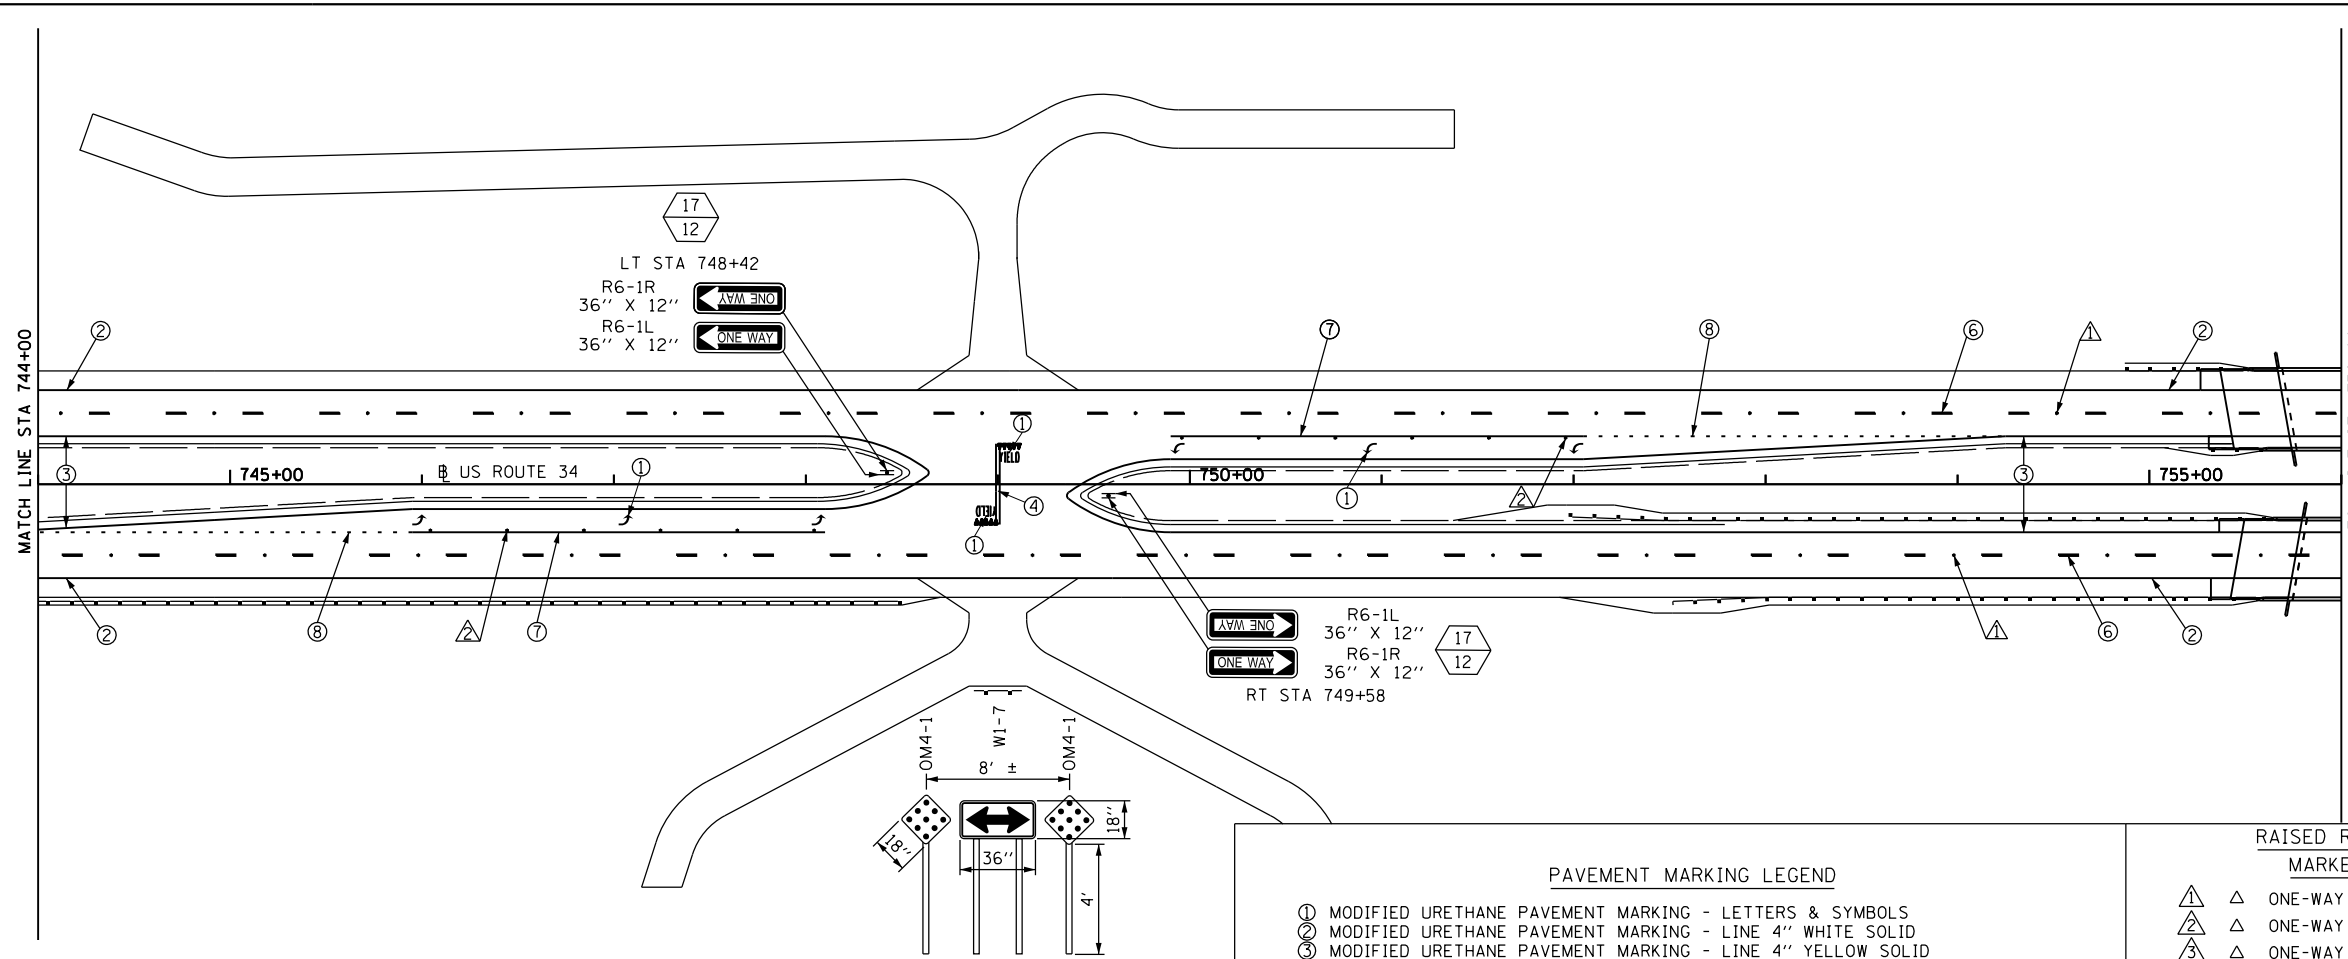 17
12
LT STA 748+42
R6-1R
36'' X 12''
ONE WAY
R6-1L
36'' X 12''
ONE WAY
MATCH LINE STA 744+00
2
7
8
6
1
2
1
YIELD
3
745+00
BL US ROUTE 34
1
750+00
755+00
3
1
2
4
YIELD
1
2
8
2
7
ONE WAY
R6-1L
36'' X 12''
ONE WAY
R6-1R
36'' X 12''
17
12
RT STA 749+58
1
6
2
OM4-1
W1-7
OM4-1
8' ±
18''
18''
36''
4'
PAVEMENT MARKING LEGEND
1 MODIFIED URETHANE PAVEMENT MARKING - LETTERS & SYMBOLS
2 MODIFIED URETHANE PAVEMENT MARKING - LINE 4'' WHITE SOLID
3 MODIFIED URETHANE PAVEMENT MARKING - LINE 4'' YELLOW SOLID
RAISED
1 ONE-WAY
2 ONE-WAY
3 ONE-WAY